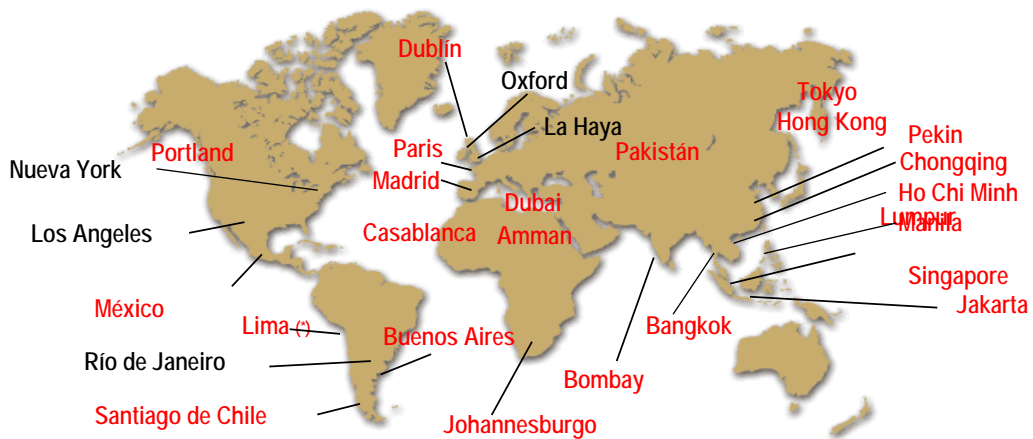 Dublín
Oxford
Tokyo
Hong Kong
La Haya
Pekin
Paris
Pakistán
Portland
Chongqing
Nueva York
Madrid
Ho Chi Minh
Dubai
Lumpur
Manila
Los Angeles
Casablanca
Amman
Singapore
México
Jakarta
Lima (*)
Buenos Aires
Bangkok
Río de Janeiro
Bombay
Santiago de Chile
Johannesburgo